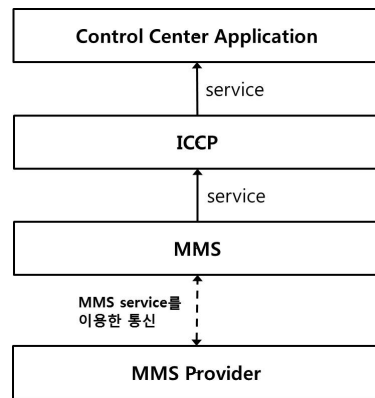 Control Center Application
service
ICCP
service
MMS
MMS service를
이용한 통신
MMS Provider